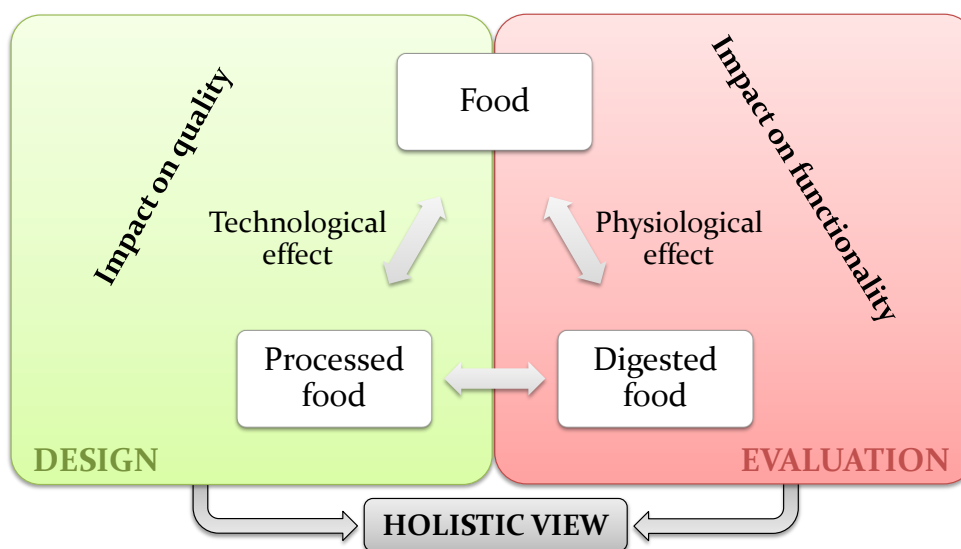 Impact on quality
Food
Impact on functionality
Technological
effect
Physiological
effect
Processed
food
Digested
food
DESIGN
EVALUATION
HOLISTIC VIEW